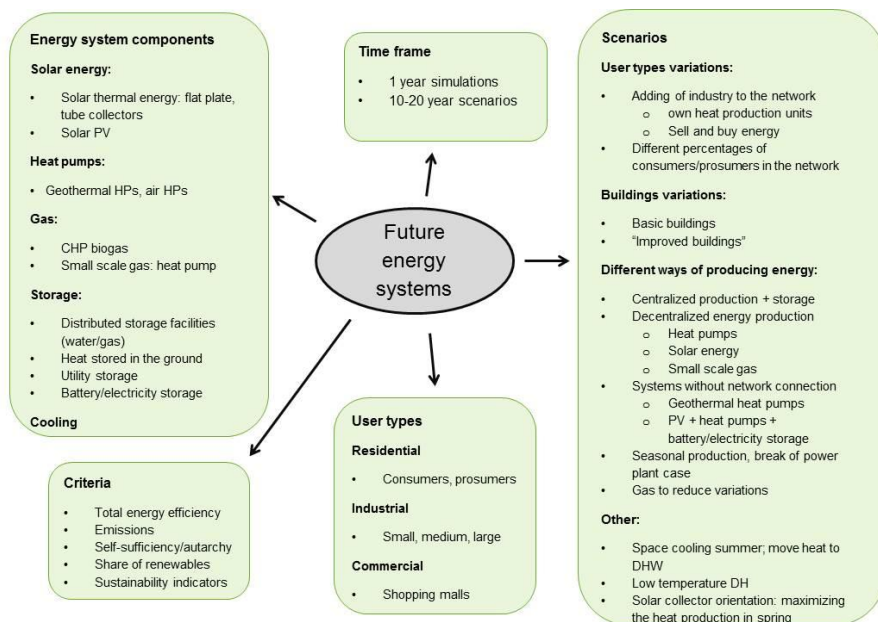 Energy system components
Solar energy:
• Solar thermal energy: flat plate,
tube collectors
• Solar PV
Heat pumps:
• Geothermal HPs, air HPs
Gas:
• CHP biogas
• Small scale gas: heat pump
Storage:
• Distributed storage facilities
(water/gas)
• Heat stored in the ground
• Utility storage
• Battery/electricity storage
Cooling
Time frame
• 1 year simulations
• 10-20 year scenarios
Future
energy
systems
Criteria
• Total energy efficiency
• Emissions
• Self-sufficiency/autarchy
• Share of renewables
• Sustainability indicators
User types
Residential
• Consumers, prosumers
Industrial
• Small, medium, large
Commercial
• Shopping malls
Scenarios
User types variations:
• Adding of industry to the network
o own heat production units
o Sell and buy energy
• Different percentages of
consumers/prosumers in the network
Buildings variations:
• Basic buildings
• “Improved buildings”
Different ways of producing energy:
• Centralized production + storage
• Decentralized energy production
o Heat pumps
o Solar energy
o Small scale gas
• Systems without network connection
o Geothermal heat pumps
o PV + heat pumps +
battery/electricity storage
• Seasonal production, break of power
plant case
• Gas to reduce variations
Other:
• Space cooling summer; move heat to
DHW
• Low temperature DH
• Solar collector orientation: maximizing
the heat production in spring